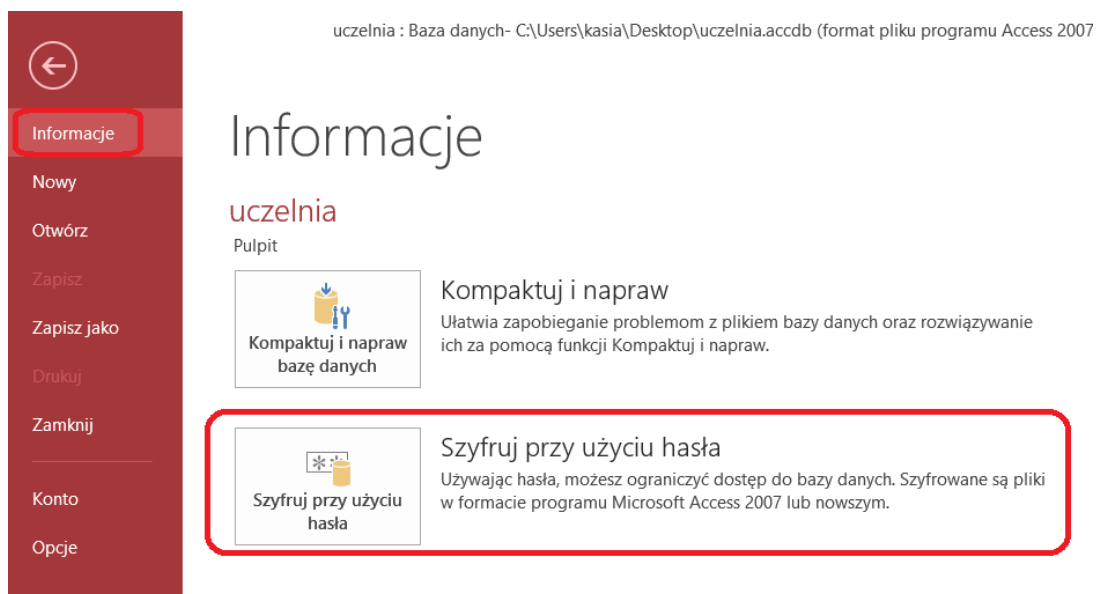 uczelnia : Baza danych- C:\Users\kasia\Desktop\uczelnia.accdb (format pliku programu Access 2007
Informacje
Nowy
Otwórz
Zapisz
Zapisz jako
Drukuj
Zamknij
Konto
Opcje
Informacje
uczelnia
Pulpit
Kompaktuj i napraw
bazę danych
Kompaktuj i napraw
Ułatwia zapobieganie problemom z plikiem bazy danych oraz rozwiązywanie
ich za pomocą funkcji Kompaktuj i napraw.
Szyfruj przy użyciu
hasła
Szyfruj przy użyciu hasła
Używając hasła, możesz ograniczyć dostęp do bazy danych. Szyfrowane są pliki
w formacie programu Microsoft Access 2007 lub nowszym.